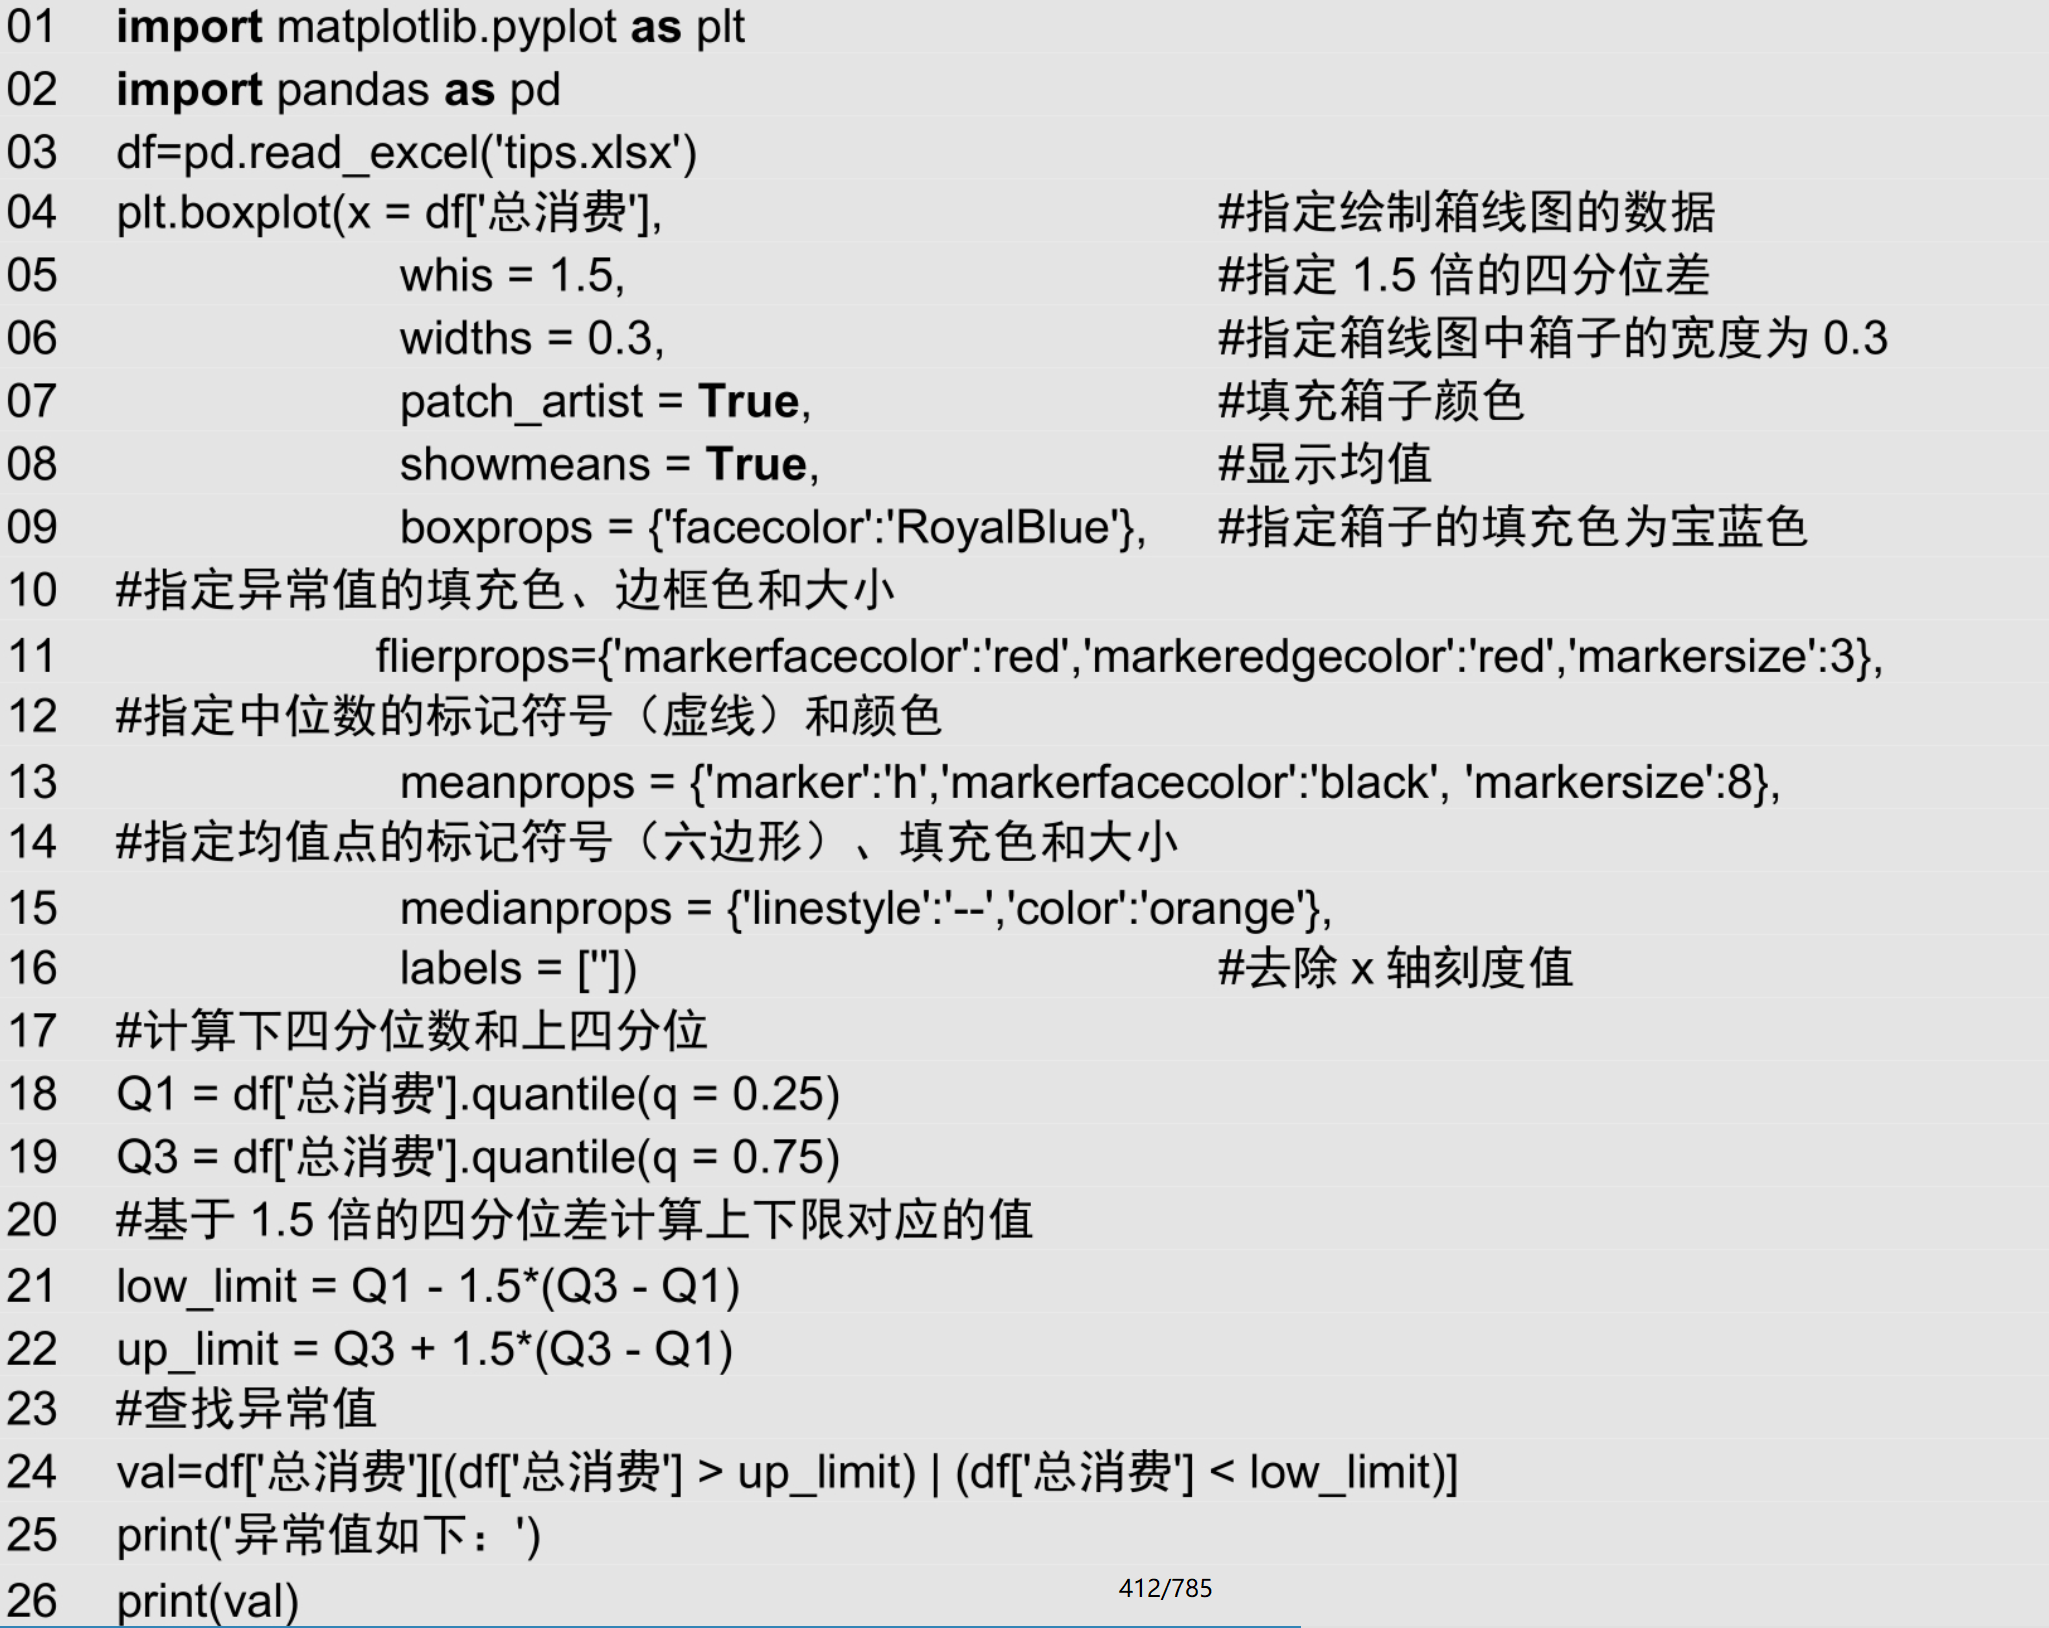 01 import matplotlib.pyplot as plt
02 import pandas as pd
03 df=pd.read_excel('tips.xlsx')
04 plt.boxplot(x = df['总消费'], #指定绘制箱线图的数据
05 whis = 1.5, #指定 1.5 倍的四分位差
06 widths = 0.3, #指定箱线图中箱子的宽度为 0.3
07 patch_artist = True, #填充箱子颜色
08 showmeans = True, #显示均值
09 boxprops = {'facecolor':'RoyalBlue'}, #指定箱子的填充色为宝蓝色
10 #指定异常值的填充色、边框色和大小
11 flierprops={'markerfacecolor':'red','markeredgecolor':'red','markersize':3},
12 #指定中位数的标记符号（虚线）和颜色
13 meanprops = {'marker':'h','markerfacecolor':'black', 'markersize':8},
14 #指定均值点的标记符号（六边形）、填充色和大小
15 medianprops = {'linestyle':'--','color':'orange'},
16 labels = ['']) #去除 x 轴刻度值
17 #计算下四分位数和上四分位
18 Q1 = df['总消费'].quantile(q = 0.25)
19 Q3 = df['总消费'].quantile(q = 0.75)
20 #基于 1.5 倍的四分位差计算上下限对应的值
21 low_limit = Q1 - 1.5*(Q3 - Q1)
22 up_limit = Q3 + 1.5*(Q3 - Q1)
23 #查找异常值
24 val=df['总消费'][(df['总消费'] > up_limit) | (df['总消费'] < low_limit)]
25 print('异常值如下：')
26 print(val)
412/785